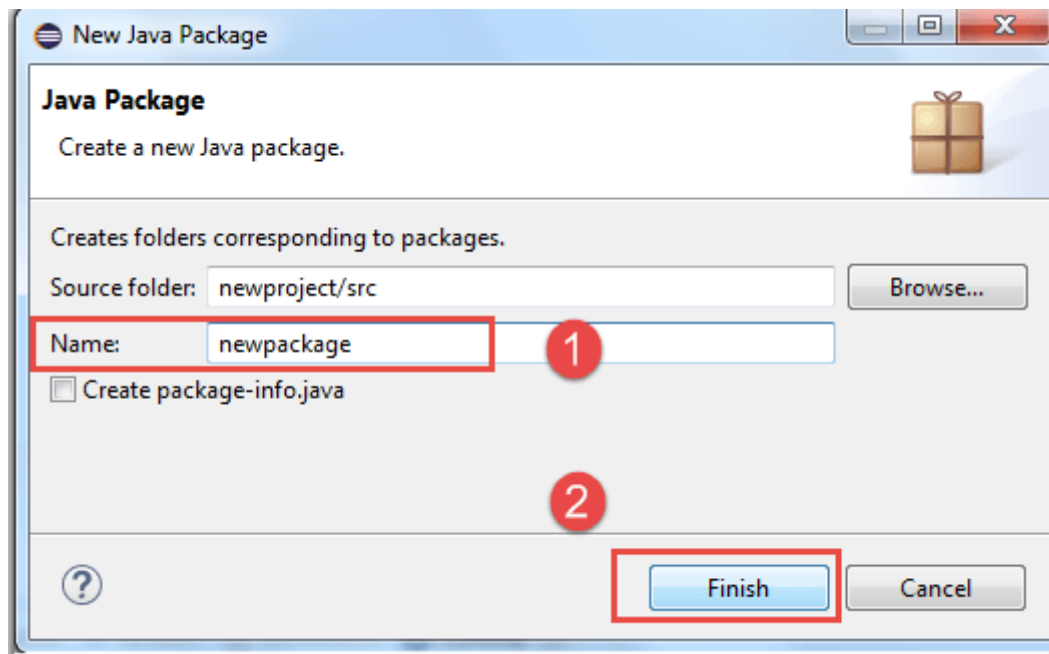 New Java Package
Java Package
Create a new Java package.
Creates folders corresponding to packages.
Source folder: newproject/src Browse...
Name: newpackage 1
Create package-info.java
2
? Finish Cancel